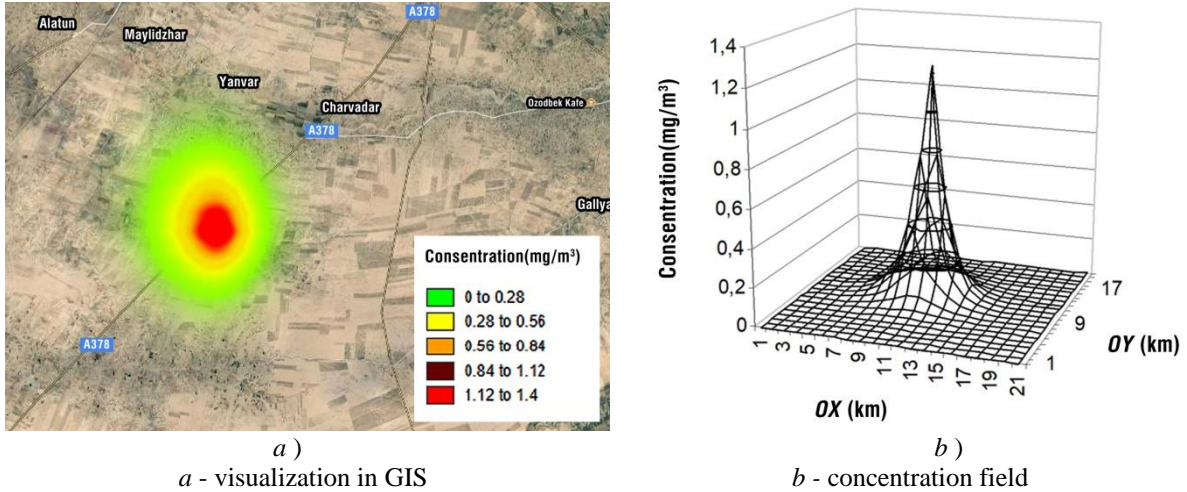 A378
Alatun
Maylidzhar
Yanvar
Charvadar
Ozodbek Kafe
A378
Gallya
A378
Consentration(mg/m³)
0 to 0.28
0.28 to 0.56
0.56 to 0.84
0.84 to 1.12
1.12 to 1.4
a )
a - visualization in GIS
Consentration(mg/m³)
1,4
1,2
1
0,8
0,6
0,4
0,2
0
1
3
5
7
9
11
13
15
17
19
21
OX (km)
1
9
17
OY (km)
b )
b - concentration field